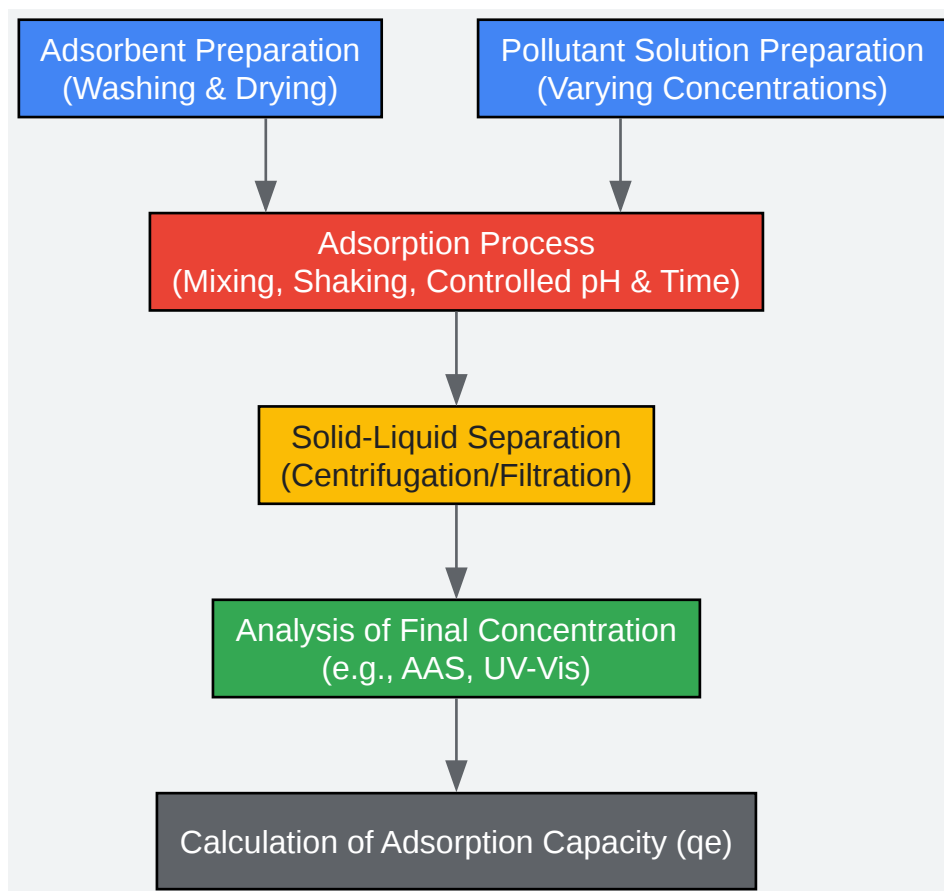 Adsorbent Preparation
(Washing & Drying)
Pollutant Solution Preparation
(Varying Concentrations)
Adsorption Process
(Mixing, Shaking, Controlled pH & Time)
Solid-Liquid Separation
(Centrifugation/Filtration)
Analysis of Final Concentration
(e.g., AAS, UV-Vis)
Calculation of Adsorption Capacity (qe)